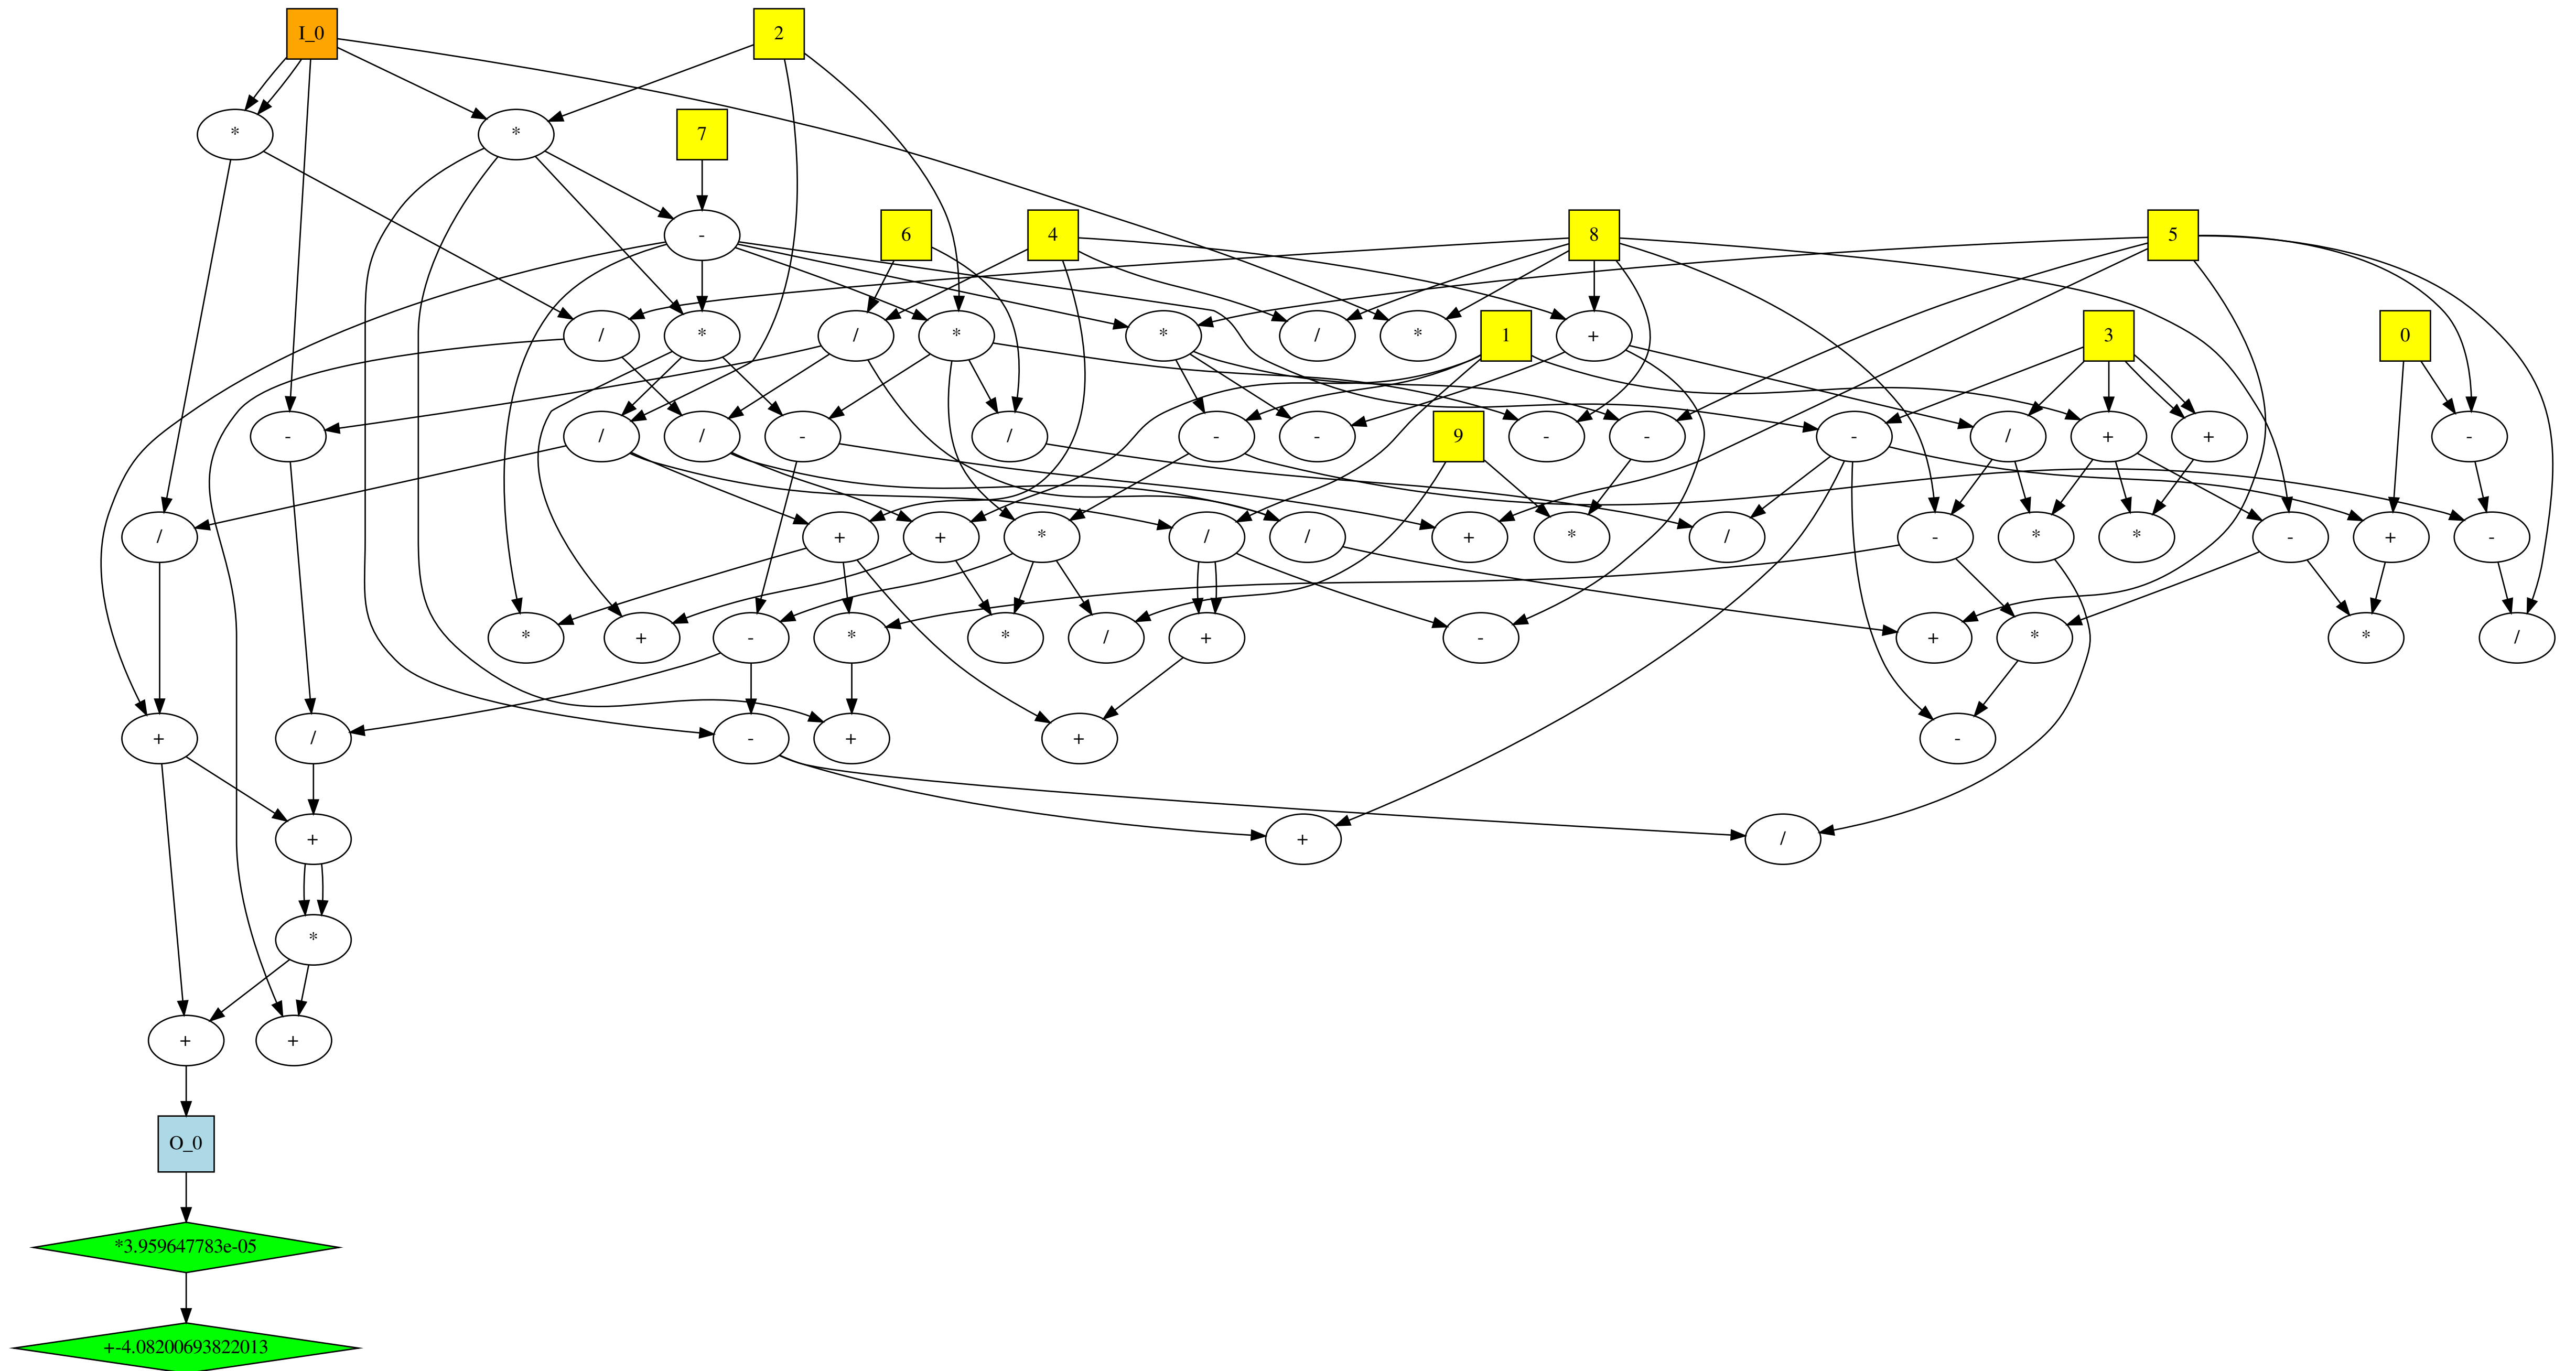 I_0 2
* * 7
- 6 4 8 5
/ * / * * / * 1 + 3 0
- / / - / - - 9 - - - / + + -
/ + + * / / + * / - * * - + -
* + - * * / + - + * * /
+ / - + + -
+ + /
*
+ +
O_0
*3.959647783e-05
+-4.08200693822013